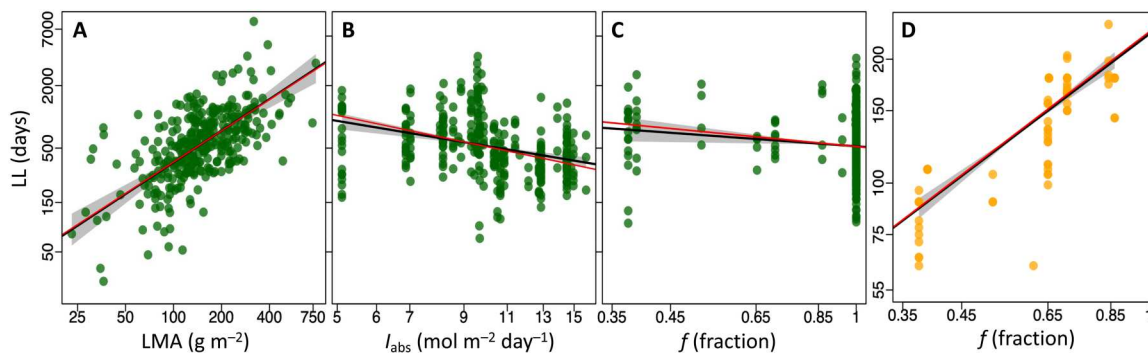 A
B
C
D
LL (days)
7000
2000
500
150
50
200
150
100
75
55
25 50 100 200 400 750
5 6 7 9 11 13 15
0.35 0.45 0.65 0.85 1
0.35 0.45 0.65 0.85 1
LMA (g m⁻²)
I_abs (mol m⁻² day⁻¹)
f (fraction)
f (fraction)